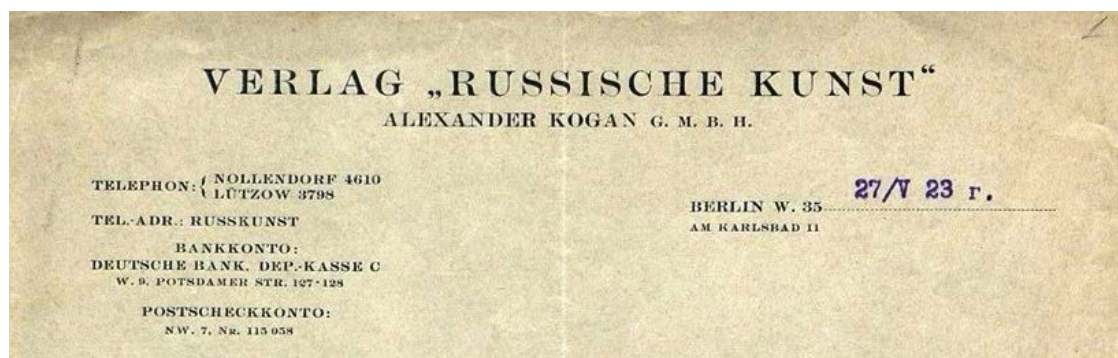 VERLAG „RUSSISCHE KUNST“
ALEXANDER KOGAN G. M. B. H.
TELEPHON: { NOLLENDORF 4610
LÜTZOW 3798
TEL.-ADR.: RUSSKUNST
BANKKONTO:
DEUTSCHE BANK, DEP.-KASSE C
W. 9, POTSDAMER STR. 127-128
POSTSCHECKKONTO:
NW. 7, Nr. 115 058
27/V 23 г.
BERLIN W. 35
AM KARLSBAD 11